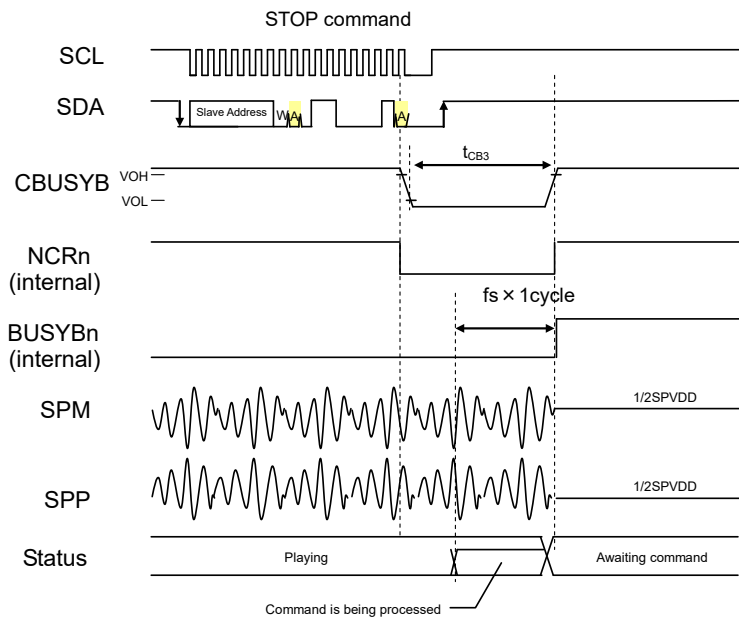 STOP command
SCL
SDA
Slave Address
W
A
A
tCB3
CBUSYB
VOH
VOL
NCRn
(internal)
fs × 1cycle
BUSYBn
(internal)
SPM
1/2SPVDD
SPP
1/2SPVDD
Status
Playing
Awaiting command
Command is being processed